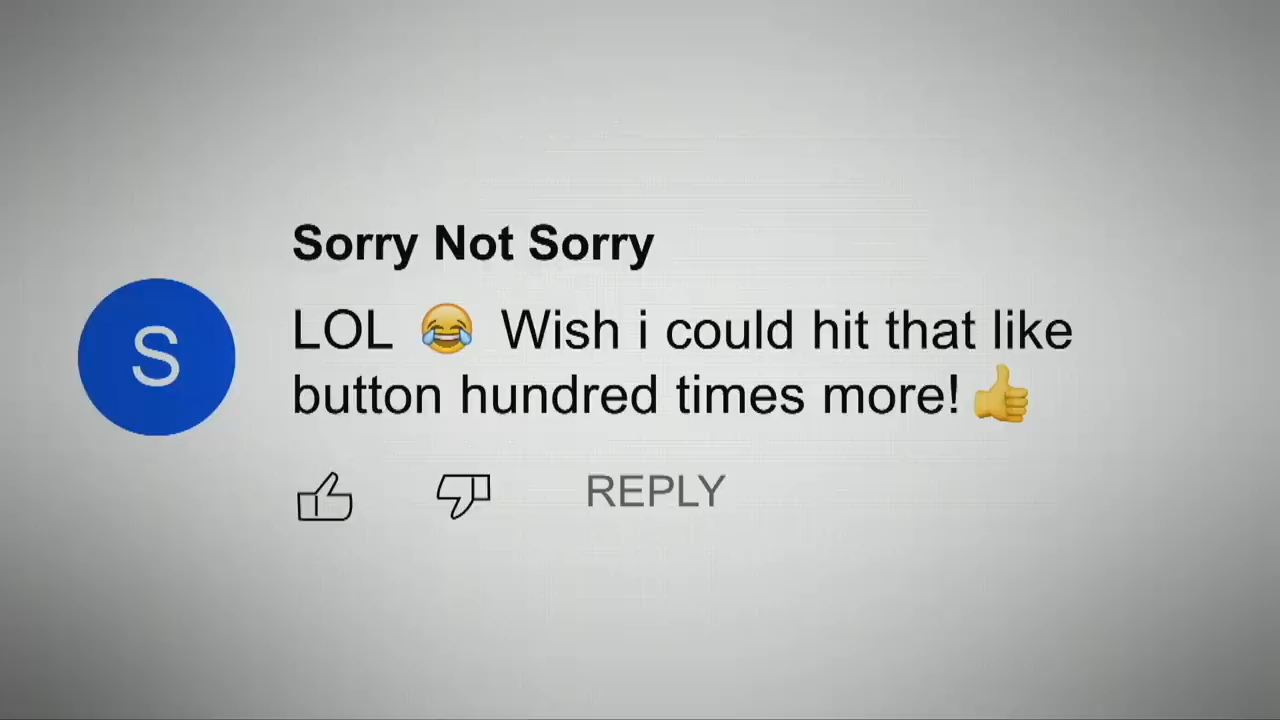 Sorry Not Sorry
S
LOL 😂 Wish i could hit that like
button hundred times more! 👍
REPLY